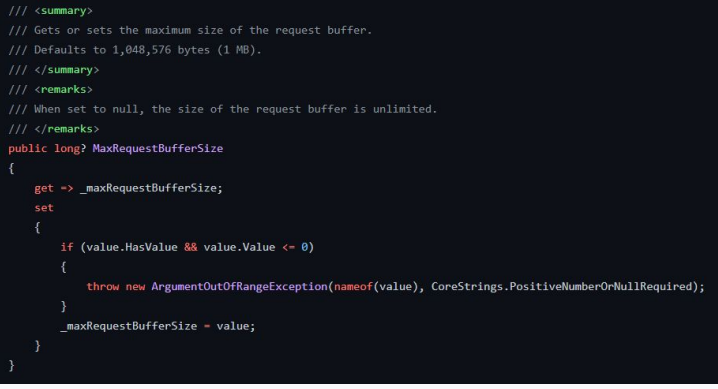 /// <summary>
/// Gets or sets the maximum size of the request buffer.
/// Defaults to 1,048,576 bytes (1 MB).
/// </summary>
/// <remarks>
/// When set to null, the size of the request buffer is unlimited.
/// </remarks>
public long? MaxRequestBufferSize
{
    get => _maxRequestBufferSize;
    set
    {
        if (value.HasValue && value.Value <= 0)
        {
            throw new ArgumentOutOfRangeException(nameof(value), CoreStrings.PositiveNumberOrNullRequired);
        }
        _maxRequestBufferSize = value;
    }
}